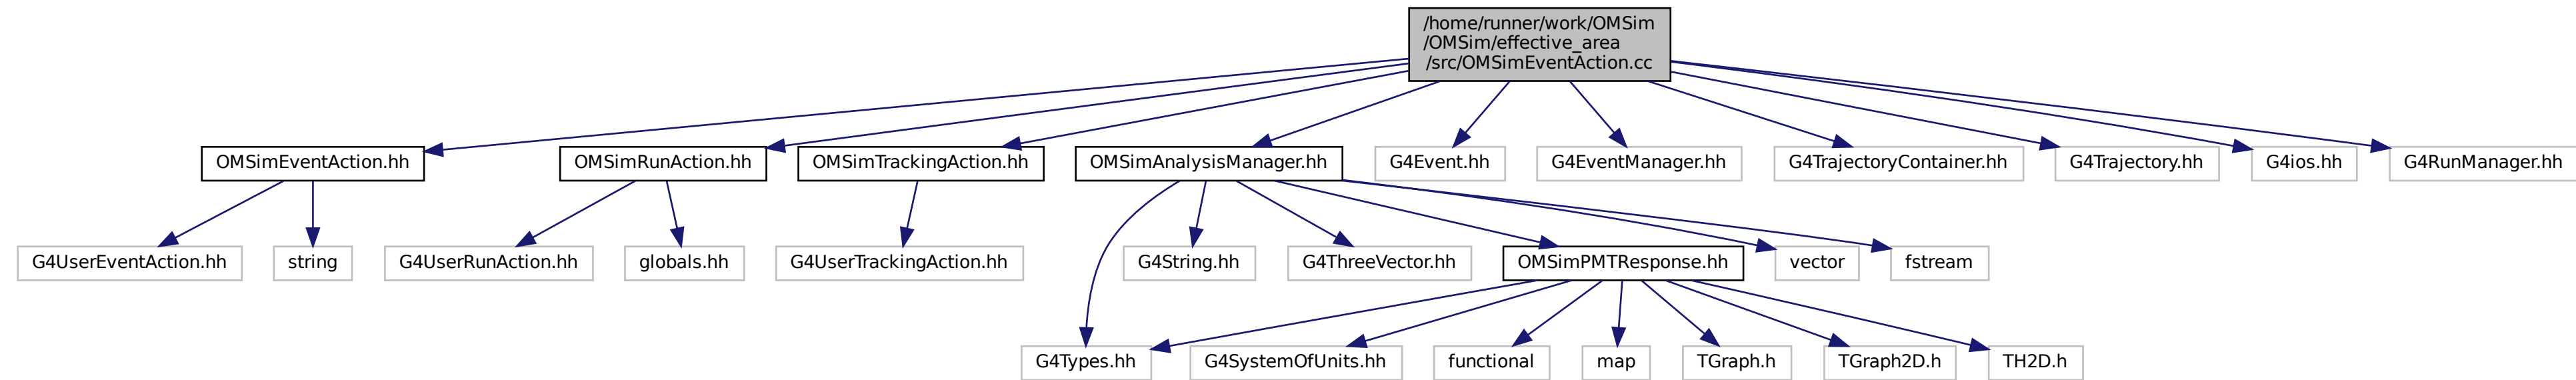 /home/runner/work/OMSim
/OMSim/effective_area
/src/OMSimEventAction.cc
OMSimEventAction.hh
OMSimRunAction.hh
OMSimTrackingAction.hh
OMSimAnalysisManager.hh
G4Event.hh
G4EventManager.hh
G4TrajectoryContainer.hh
G4Trajectory.hh
G4ios.hh
G4RunManager.hh
G4UserEventAction.hh
string
G4UserRunAction.hh
globals.hh
G4UserTrackingAction.hh
G4String.hh
G4ThreeVector.hh
OMSimPMTResponse.hh
vector
fstream
G4Types.hh
G4SystemOfUnits.hh
functional
map
TGraph.h
TGraph2D.h
TH2D.h